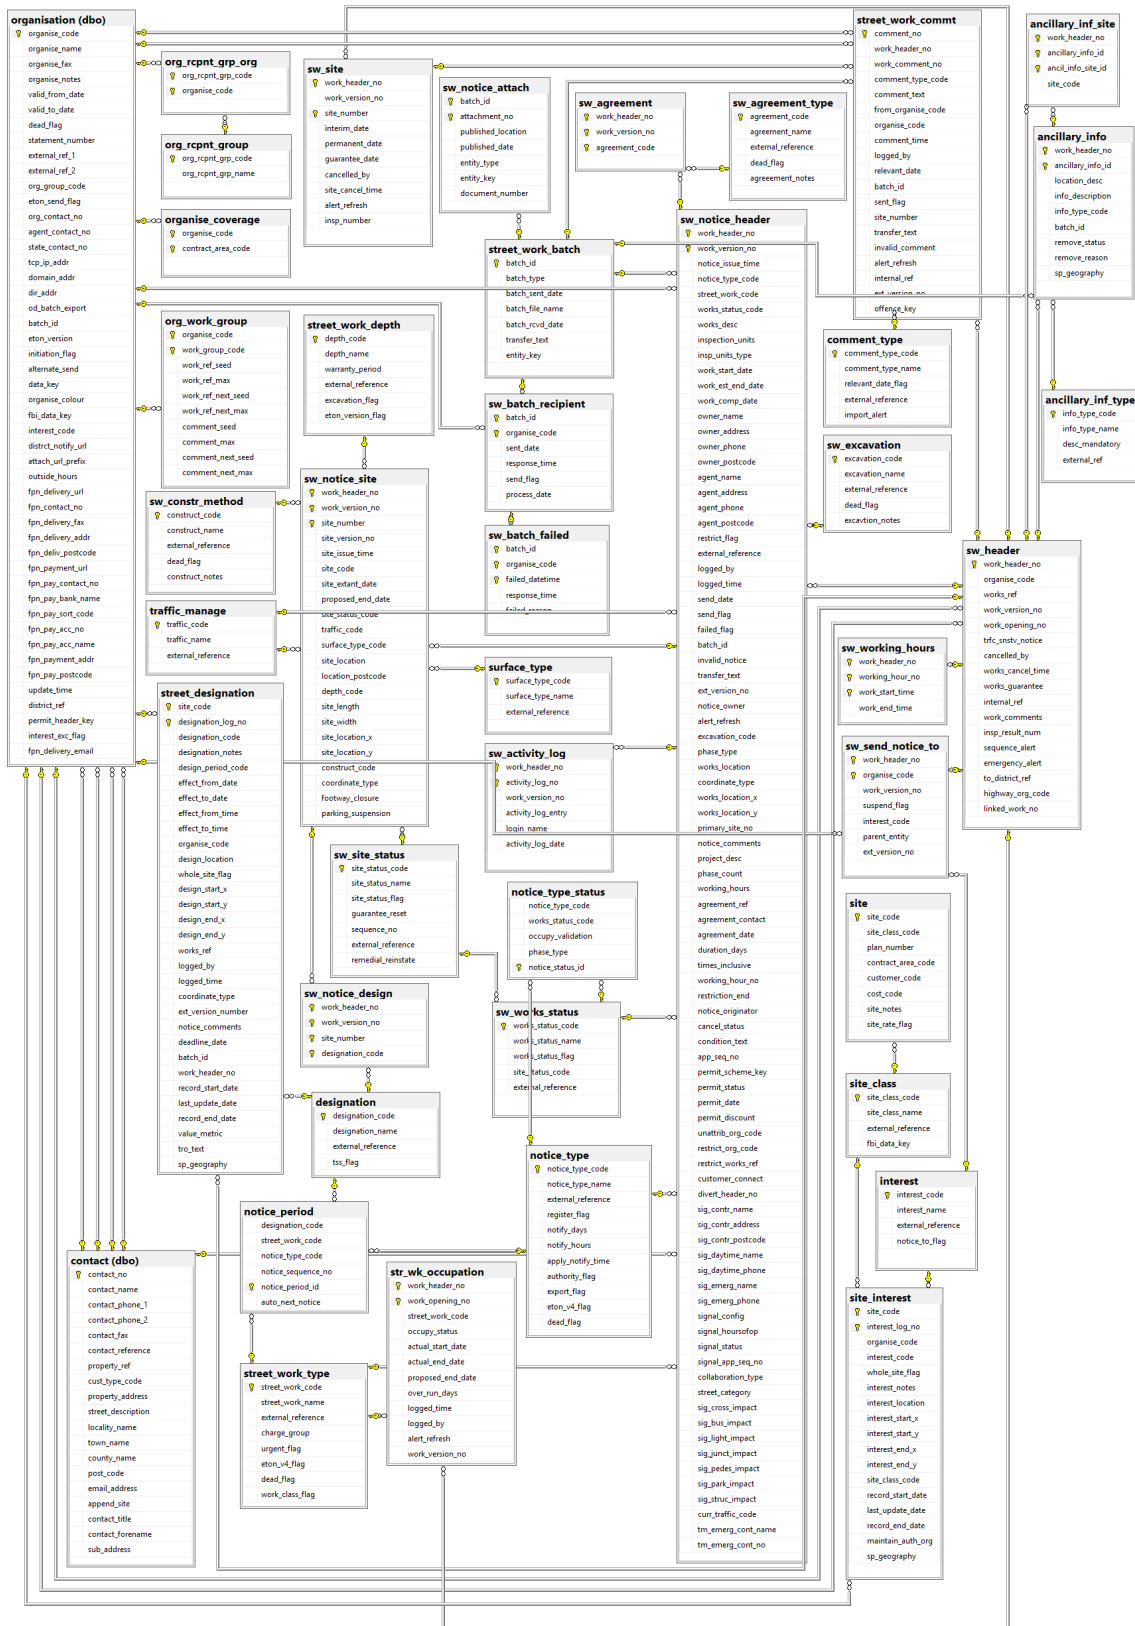 organisation (dbo)
organise_code
organise_name
organise_fax
organise_notes
valid_from_date
valid_to_date
dead_flag
statement_number
external_ref_1
external_ref_2
org_group_code
eton_send_flag
org_contact_no
agent_contact_no
state_contact_no
tcp_ip_addr
domain_addr
dir_addr
od_batch_export
batch_id
eton_version
initiation_flag
alternate_send
data_key
organise_colour
fbi_data_key
interest_code
distrct_notify_url
attach_url_prefix
outside_hours
fpn_delivery_url
fpn_contact_no
fpn_delivery_fax
fpn_delivery_addr
fpn_deliv_postcode
fpn_payment_url
fpn_pay_contact_no
fpn_pay_bank_name
fpn_pay_sort_code
fpn_pay_acc_no
fpn_pay_acc_name
fpn_payment_addr
fpn_pay_postcode
update_time
district_ref
permit_header_key
interest_exc_flag
fpn_delivery_email
org_rcpnt_grp_org
org_rcpnt_grp_code
organise_code
org_rcpnt_group
org_rcpnt_grp_code
org_rcpnt_grp_name
organise_coverage
organise_code
contract_area_code
org_work_group
organise_code
work_group_code
work_ref_seed
work_ref_max
work_ref_next_seed
work_ref_next_max
comment_seed
comment_max
comment_next_seed
comment_next_max
sw_constr_method
construct_code
construct_name
external_reference
dead_flag
construct_notes
traffic_manage
traffic_code
traffic_name
external_reference
street_designation
site_code
designation_log_no
designation_code
designation_notes
design_period_code
effect_from_date
effect_to_date
effect_from_time
effect_to_time
organise_code
design_location
whole_site_flag
design_start_x
design_start_y
design_end_x
design_end_y
works_ref
logged_by
logged_time
coordinate_type
ext_version_number
notice_comments
deadline_date
batch_id
work_header_no
record_start_date
last_update_date
record_end_date
value_metric
tro_text
sp_geography
contact (dbo)
contact_no
contact_name
contact_phone_1
contact_phone_2
contact_fax
contact_reference
property_ref
cust_type_code
property_address
street_description
locality_name
town_name
county_name
post_code
email_address
append_site
contact_title
contact_forename
sub_address
sw_site
work_header_no
work_version_no
site_number
interim_date
permanent_date
guarantee_date
cancelled_by
site_cancel_time
alert_refresh
insp_number
street_work_depth
depth_code
depth_name
warranty_period
external_reference
excavation_flag
eton_version_flag
sw_notice_site
work_header_no
work_version_no
site_number
site_version_no
site_issue_time
site_code
site_extant_date
proposed_end_date
site_status_code
traffic_code
surface_type_code
site_location
location_postcode
depth_code
site_length
site_width
site_location_x
site_location_y
construct_code
coordinate_type
footway_closure
parking_suspension
sw_site_status
site_status_code
site_status_name
site_status_flag
guarantee_reset
sequence_no
external_reference
remedial_reinstate
sw_notice_design
work_header_no
work_version_no
site_number
designation_code
designation
designation_code
designation_name
external_reference
tss_flag
notice_period
designation_code
street_work_code
notice_type_code
notice_sequence_no
notice_period_id
auto_next_notice
street_work_type
street_work_code
street_work_name
external_reference
charge_group
urgent_flag
eton_v4_flag
dead_flag
work_class_flag
str_wk_occupation
work_header_no
work_opening_no
street_work_code
occupy_status
actual_start_date
actual_end_date
proposed_end_date
over_run_days
logged_time
logged_by
alert_refresh
work_version_no
sw_notice_attach
batch_id
attachment_no
published_location
published_date
entity_type
entity_key
document_number
street_work_batch
batch_id
batch_type
batch_sent_date
batch_file_name
batch_rcvd_date
transfer_text
entity_key
sw_batch_recipient
batch_id
organise_code
sent_date
response_time
send_flag
process_date
sw_batch_failed
batch_id
organise_code
failed_datetime
response_time
failed_reason
surface_type
surface_type_code
surface_type_name
external_reference
sw_activity_log
work_header_no
activity_log_no
work_version_no
activity_log_entry
login_name
activity_log_date
notice_type_status
notice_type_code
works_status_code
occupy_validation
phase_type
notice_status_id
sw_works_status
works_status_code
works_status_name
works_status_flag
site_status_code
external_reference
notice_type
notice_type_code
notice_type_name
external_reference
register_flag
notify_days
notify_hours
apply_notify_time
authority_flag
export_flag
eton_v4_flag
dead_flag
sw_agreement
work_header_no
work_version_no
agreement_code
sw_agreement_type
agreement_code
agreement_name
external_reference
dead_flag
agreeement_notes
sw_notice_header
work_header_no
work_version_no
notice_issue_time
notice_type_code
street_work_code
works_status_code
works_desc
inspection_units
insp_units_type
work_start_date
work_est_end_date
work_comp_date
owner_name
owner_address
owner_phone
owner_postcode
agent_name
agent_address
agent_phone
agent_postcode
restrict_flag
external_reference
logged_by
logged_time
send_date
send_flag
failed_flag
batch_id
invalid_notice
transfer_text
ext_version_no
notice_owner
alert_refresh
excavation_code
phase_type
works_location
coordinate_type
works_location_x
works_location_y
primary_site_no
notice_comments
project_desc
phase_count
working_hours
agreement_ref
agreement_contact
agreement_date
duration_days
times_inclusive
working_hour_no
restriction_end
notice_originator
cancel_status
condition_text
app_seq_no
permit_scheme_key
permit_status
permit_date
permit_discount
unattrib_org_code
restrict_org_code
restrict_works_ref
customer_connect
divert_header_no
sig_contr_name
sig_contr_address
sig_contr_postcode
sig_daytime_name
sig_daytime_phone
sig_emerg_name
sig_emerg_phone
signal_config
signal_hoursofop
signal_status
signal_app_seq_no
collaboration_type
street_category
sig_cross_impact
sig_bus_impact
sig_light_impact
sig_junct_impact
sig_pedes_impact
sig_park_impact
sig_struc_impact
curr_traffic_code
tm_emerg_cont_name
tm_emerg_cont_no
street_work_commt
comment_no
work_header_no
work_comment_no
comment_type_code
comment_text
from_organise_code
organise_code
comment_time
logged_by
relevant_date
batch_id
sent_flag
site_number
transfer_text
invalid_comment
alert_refresh
internal_ref
ext_version_no
offence_key
comment_type
comment_type_code
comment_type_name
relevant_date_flag
external_reference
import_alert
sw_excavation
excavation_code
excavation_name
external_reference
dead_flag
excavtion_notes
ancillary_inf_site
work_header_no
ancillary_info_id
ancil_info_site_id
site_code
ancillary_info
work_header_no
ancillary_info_id
location_desc
info_description
info_type_code
batch_id
remove_status
remove_reason
sp_geography
ancillary_inf_type
info_type_code
info_type_name
desc_mandatory
external_ref
sw_header
work_header_no
organise_code
works_ref
work_version_no
work_opening_no
trfc_snstv_notice
cancelled_by
works_cancel_time
works_guarantee
internal_ref
work_comments
insp_result_num
sequence_alert
emergency_alert
to_district_ref
highway_org_code
linked_work_no
sw_working_hours
work_header_no
working_hour_no
work_start_time
work_end_time
sw_send_notice_to
work_header_no
organise_code
work_version_no
suspend_flag
interest_code
parent_entity
ext_version_no
site
site_code
site_class_code
plan_number
contract_area_code
customer_code
cost_code
site_notes
site_rate_flag
site_class
site_class_code
site_class_name
external_reference
fbi_data_key
interest
interest_code
interest_name
external_reference
notice_to_flag
site_interest
site_code
interest_log_no
organise_code
interest_code
whole_site_flag
interest_notes
interest_location
interest_start_x
interest_start_y
interest_end_x
interest_end_y
site_class_code
record_start_date
last_update_date
record_end_date
maintain_auth_org
sp_geography